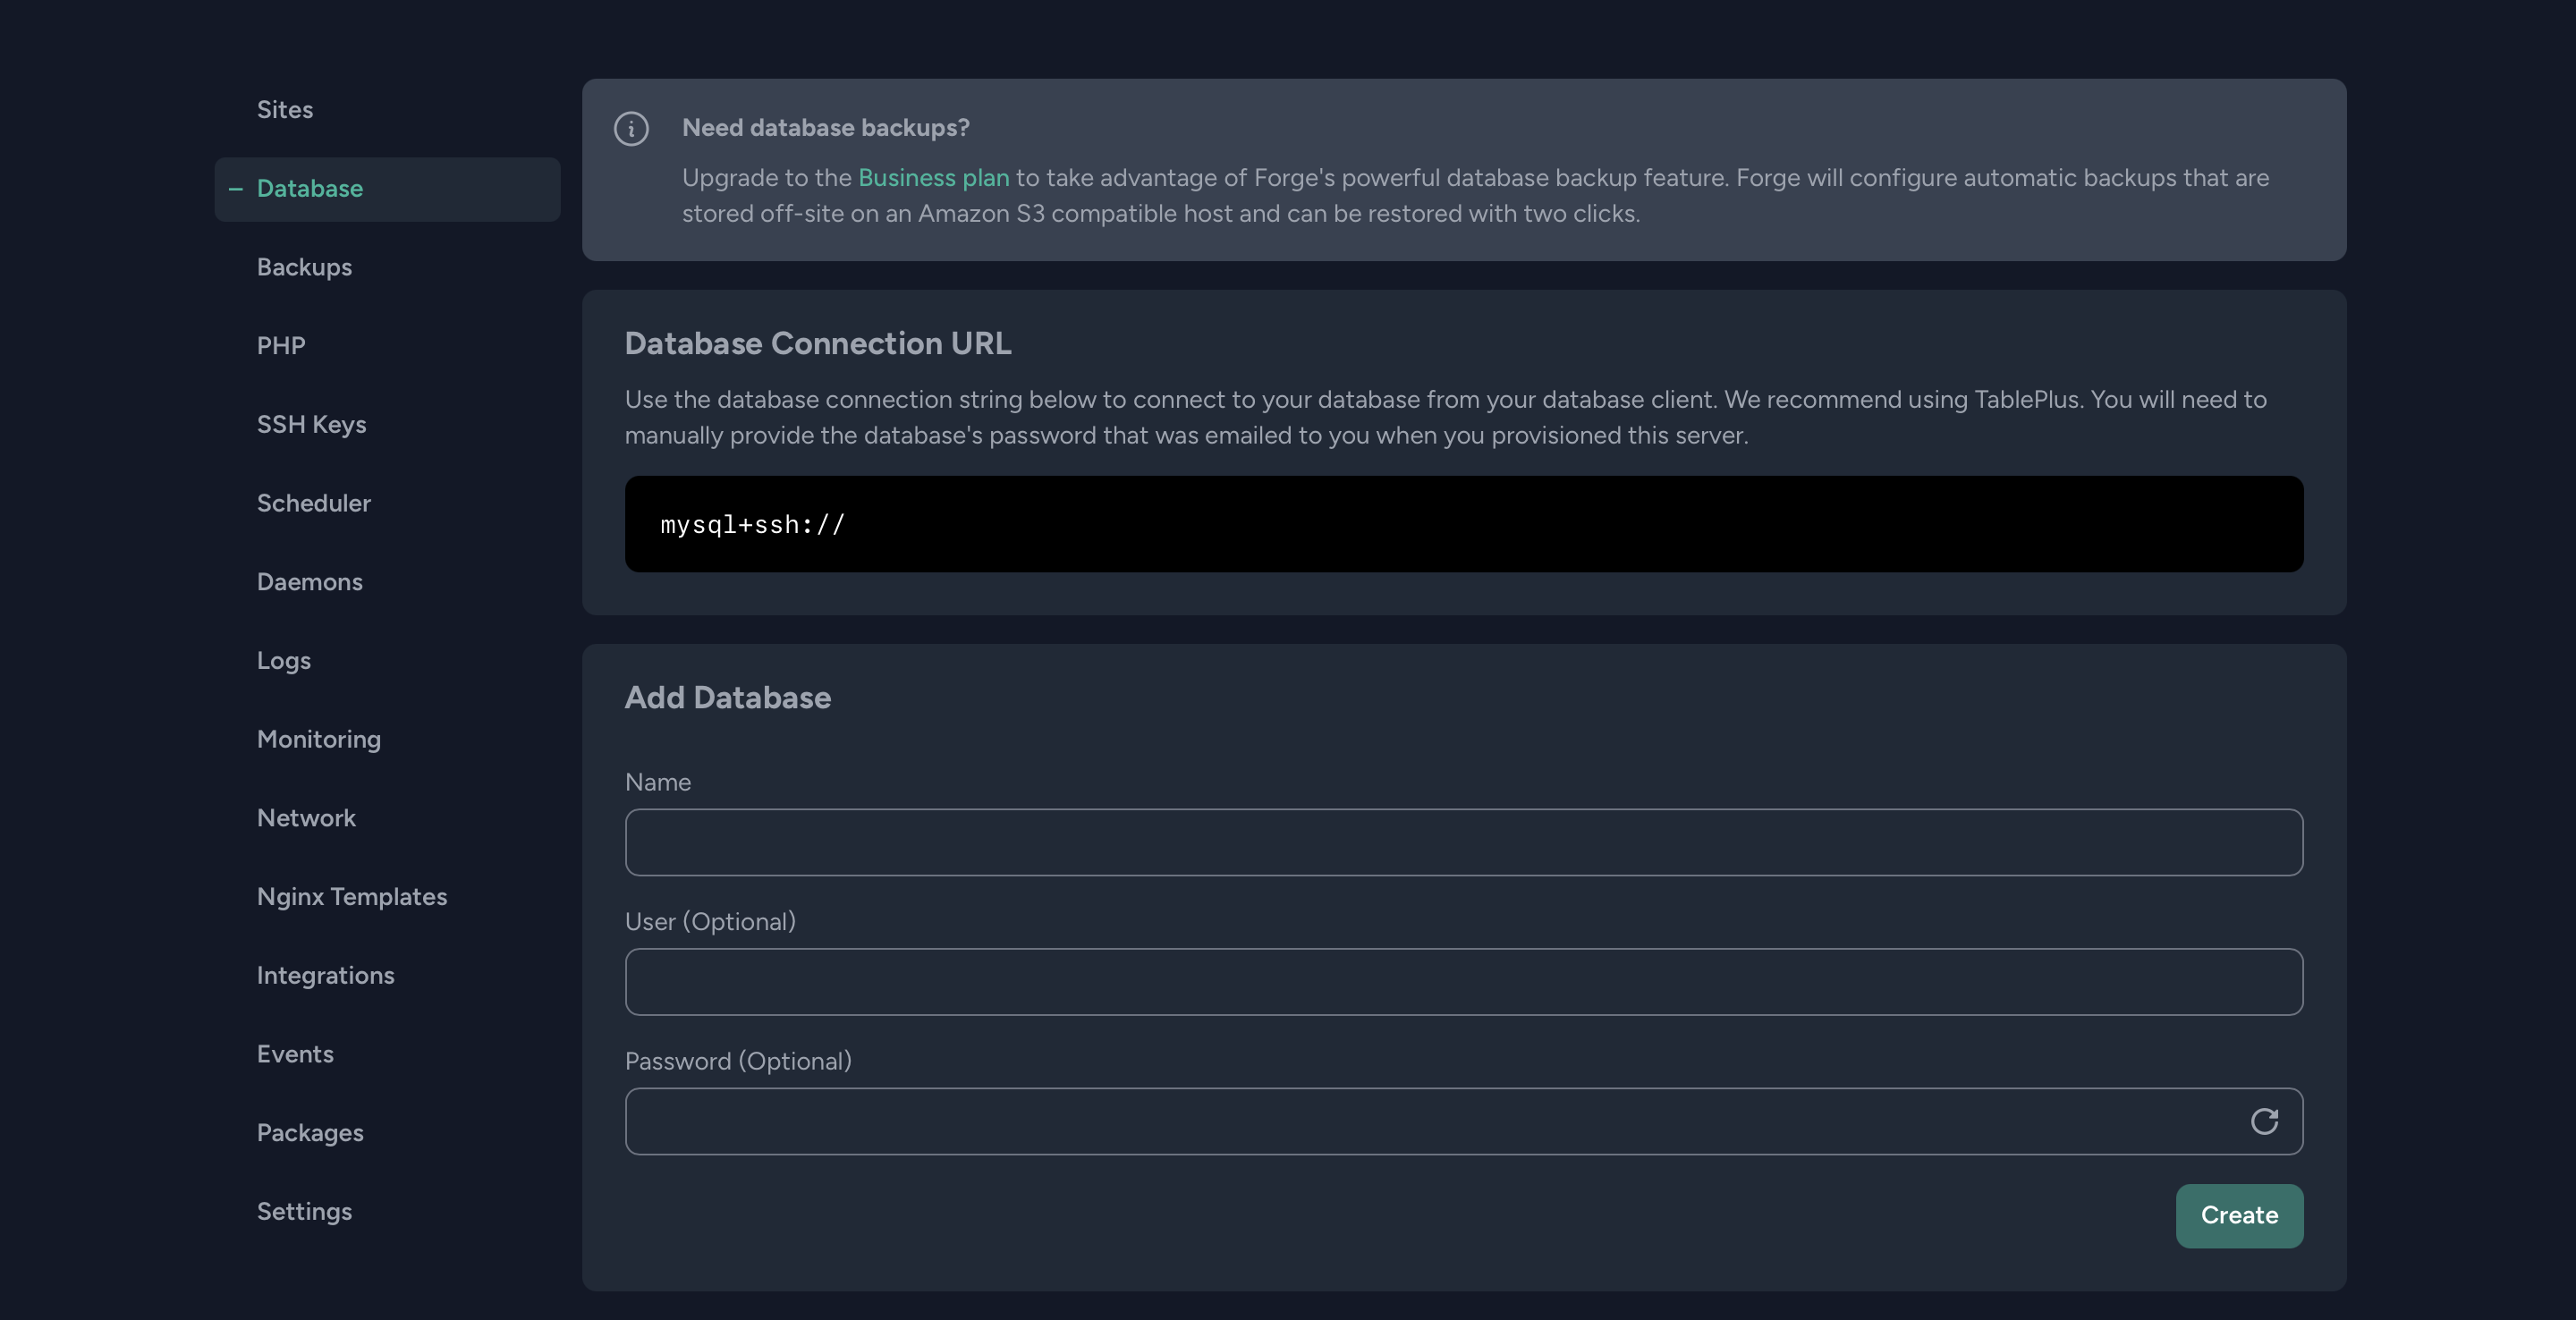 Sites
Database
Backups
PHP
SSH Keys
Scheduler
Daemons
Logs
Monitoring
Network
Nginx Templates
Integrations
Events
Packages
Settings
Need database backups?
Upgrade to the Business plan to take advantage of Forge's powerful database backup feature. Forge will configure automatic backups that are
stored off-site on an Amazon S3 compatible host and can be restored with two clicks.
Database Connection URL
Use the database connection string below to connect to your database from your database client. We recommend using TablePlus. You will need to
manually provide the database's password that was emailed to you when you provisioned this server.
mysql+ssh://
Add Database
Name
User (Optional)
Password (Optional)
Create